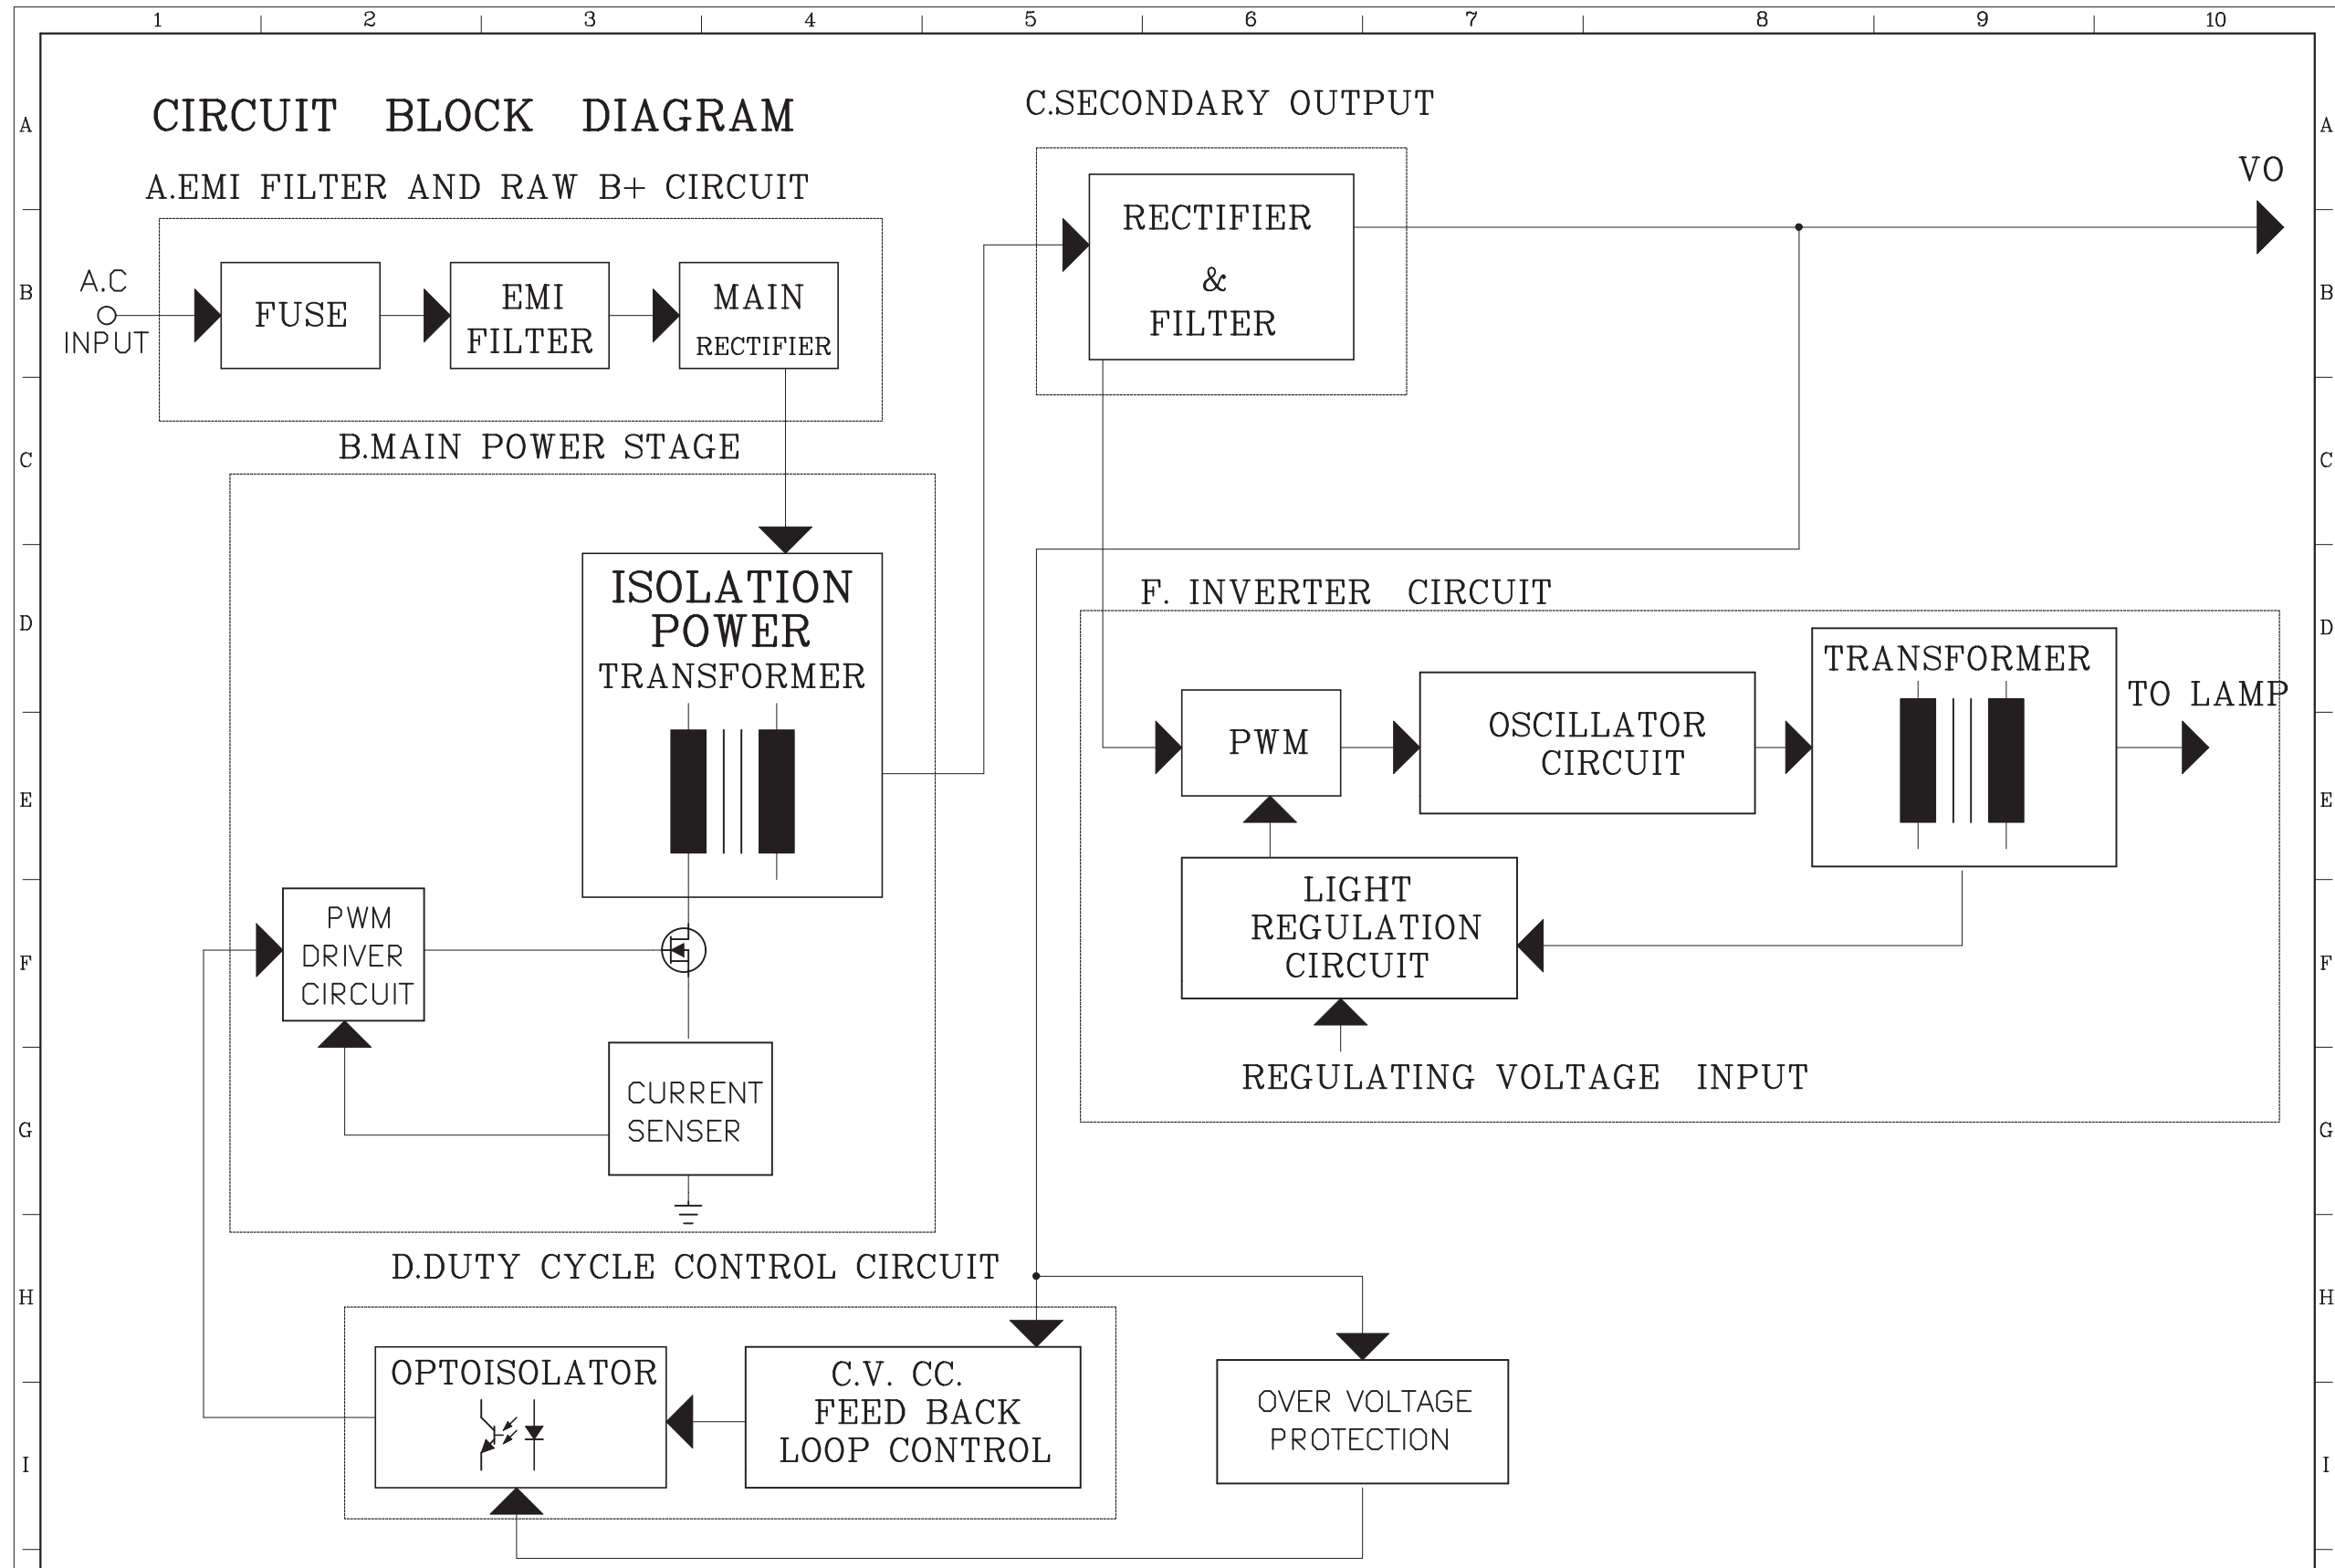 1 2 3 4 5 6 7 8 9 10
CIRCUIT BLOCK DIAGRAM
A.EMI FILTER AND RAW B+ CIRCUIT
A.C
INPUT
FUSE
EMI
FILTER
MAIN
RECTIFIER
C.SECONDARY OUTPUT
RECTIFIER
&
FILTER
VO
B.MAIN POWER STAGE
ISOLATION
POWER
TRANSFORMER
PWM
DRIVER
CIRCUIT
CURRENT
SENSER
F. INVERTER CIRCUIT
PWM
OSCILLATOR
CIRCUIT
TRANSFORMER
TO LAMP
LIGHT
REGULATION
CIRCUIT
REGULATING VOLTAGE INPUT
D.DUTY CYCLE CONTROL CIRCUIT
OPTOISOLATOR
C.V. CC.
FEED BACK
LOOP CONTROL
OVER VOLTAGE
PROTECTION
A
B
C
D
E
F
G
H
I
A
B
C
D
E
F
G
H
I